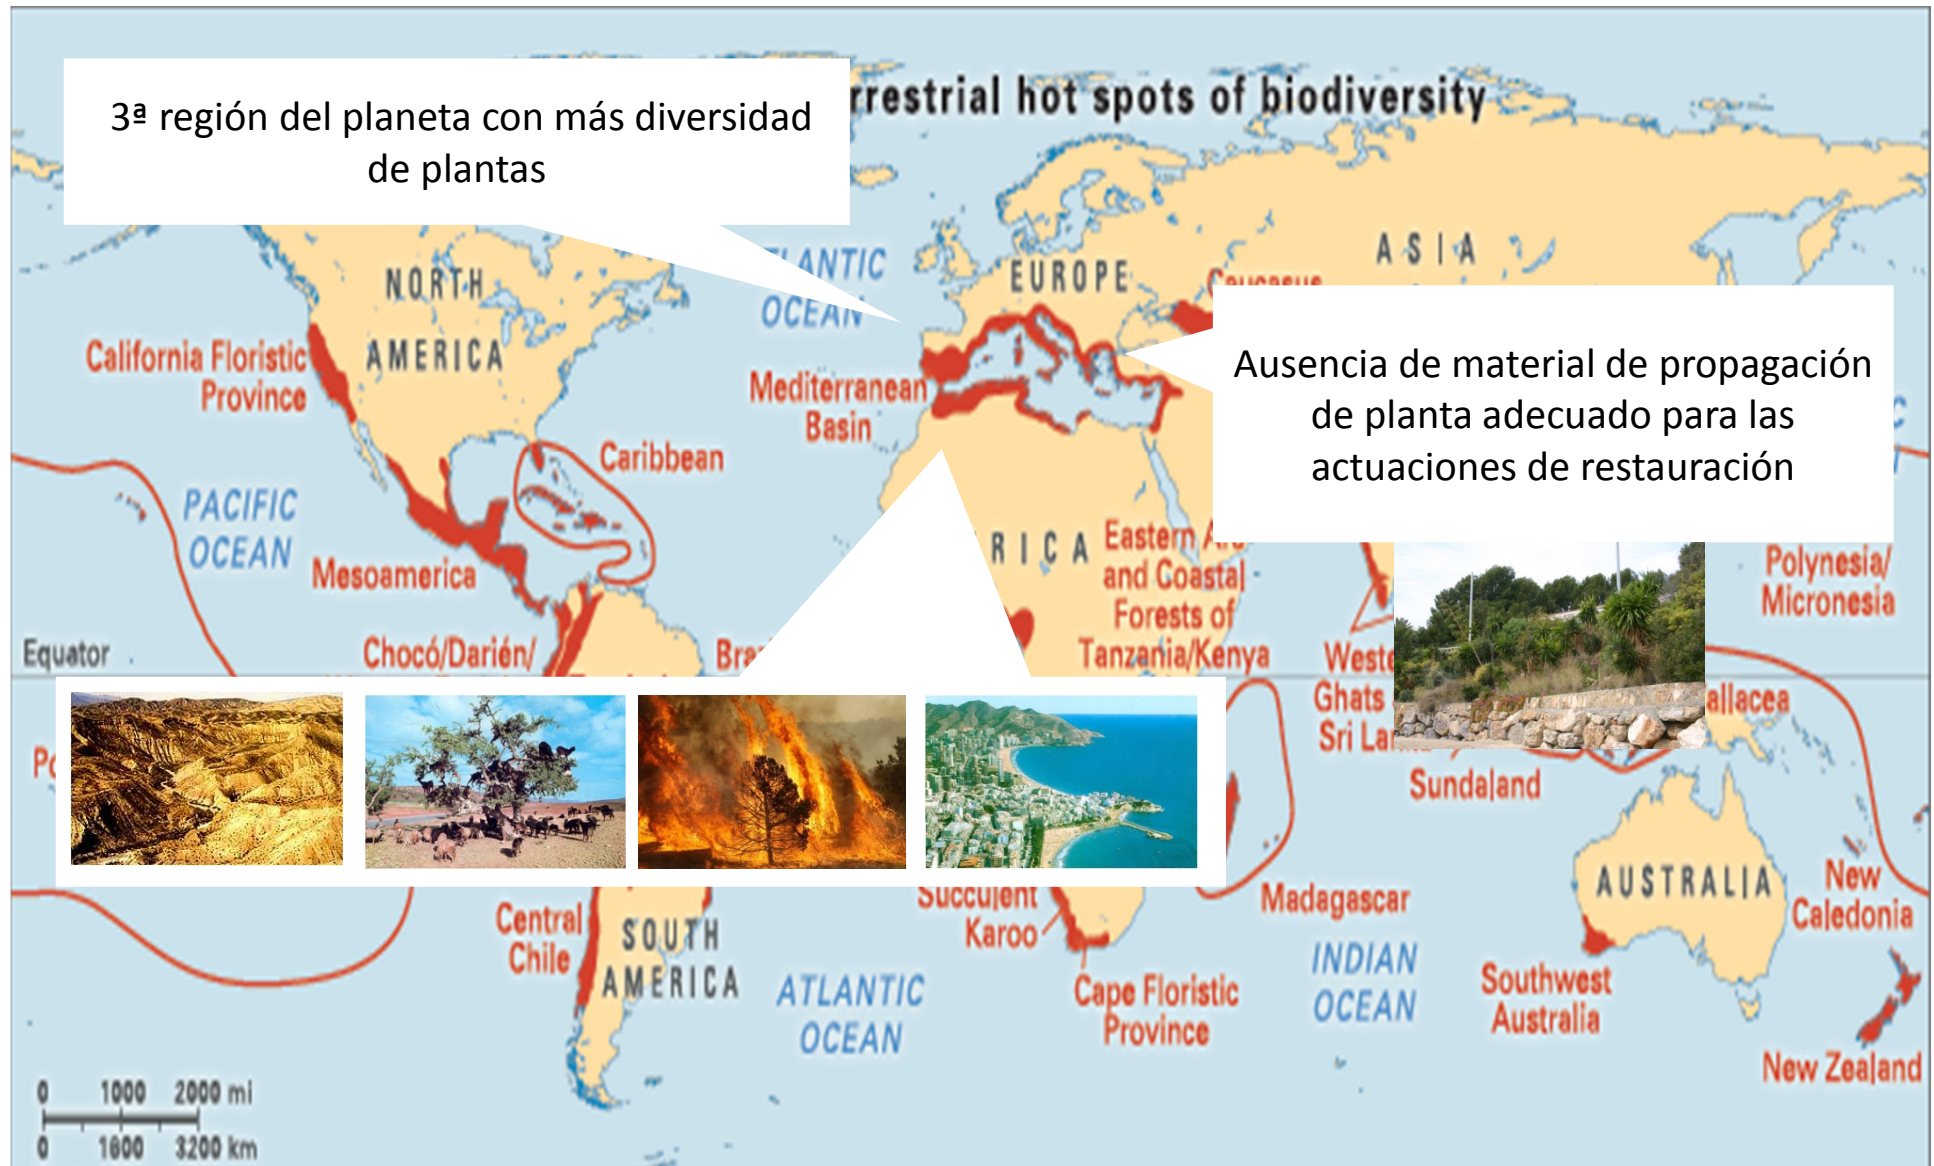 rrestrial hot spots of biodiversity
3ª región del planeta con más diversidad
de plantas
NORTH
AMERICA
LANTIC
OCEAN
EUROPE
ASIA
Caucasus
California Floristic
Province
Mediterranean
Basin
Ausencia de material de propagación
de planta adecuado para las
actuaciones de restauración
Caribbean
PACIFIC
OCEAN
Mesoamerica
RICA
Eastern
and Coastal
Forests of
Tanzania/Kenya
Polynesia/
Micronesia
Equator
Chocó/Darién/
Ghats
Sri
Sundaland
allacea
Central
Chile
SOUTH
AMERICA
Succulent
Karoo
Madagascar
AUSTRALIA
New
Caledonia
ATLANTIC
OCEAN
Cape Floristic
Province
INDIAN
OCEAN
Southwest
Australia
New Zealand
0 1000 2000 mi
0 1600 3200 km